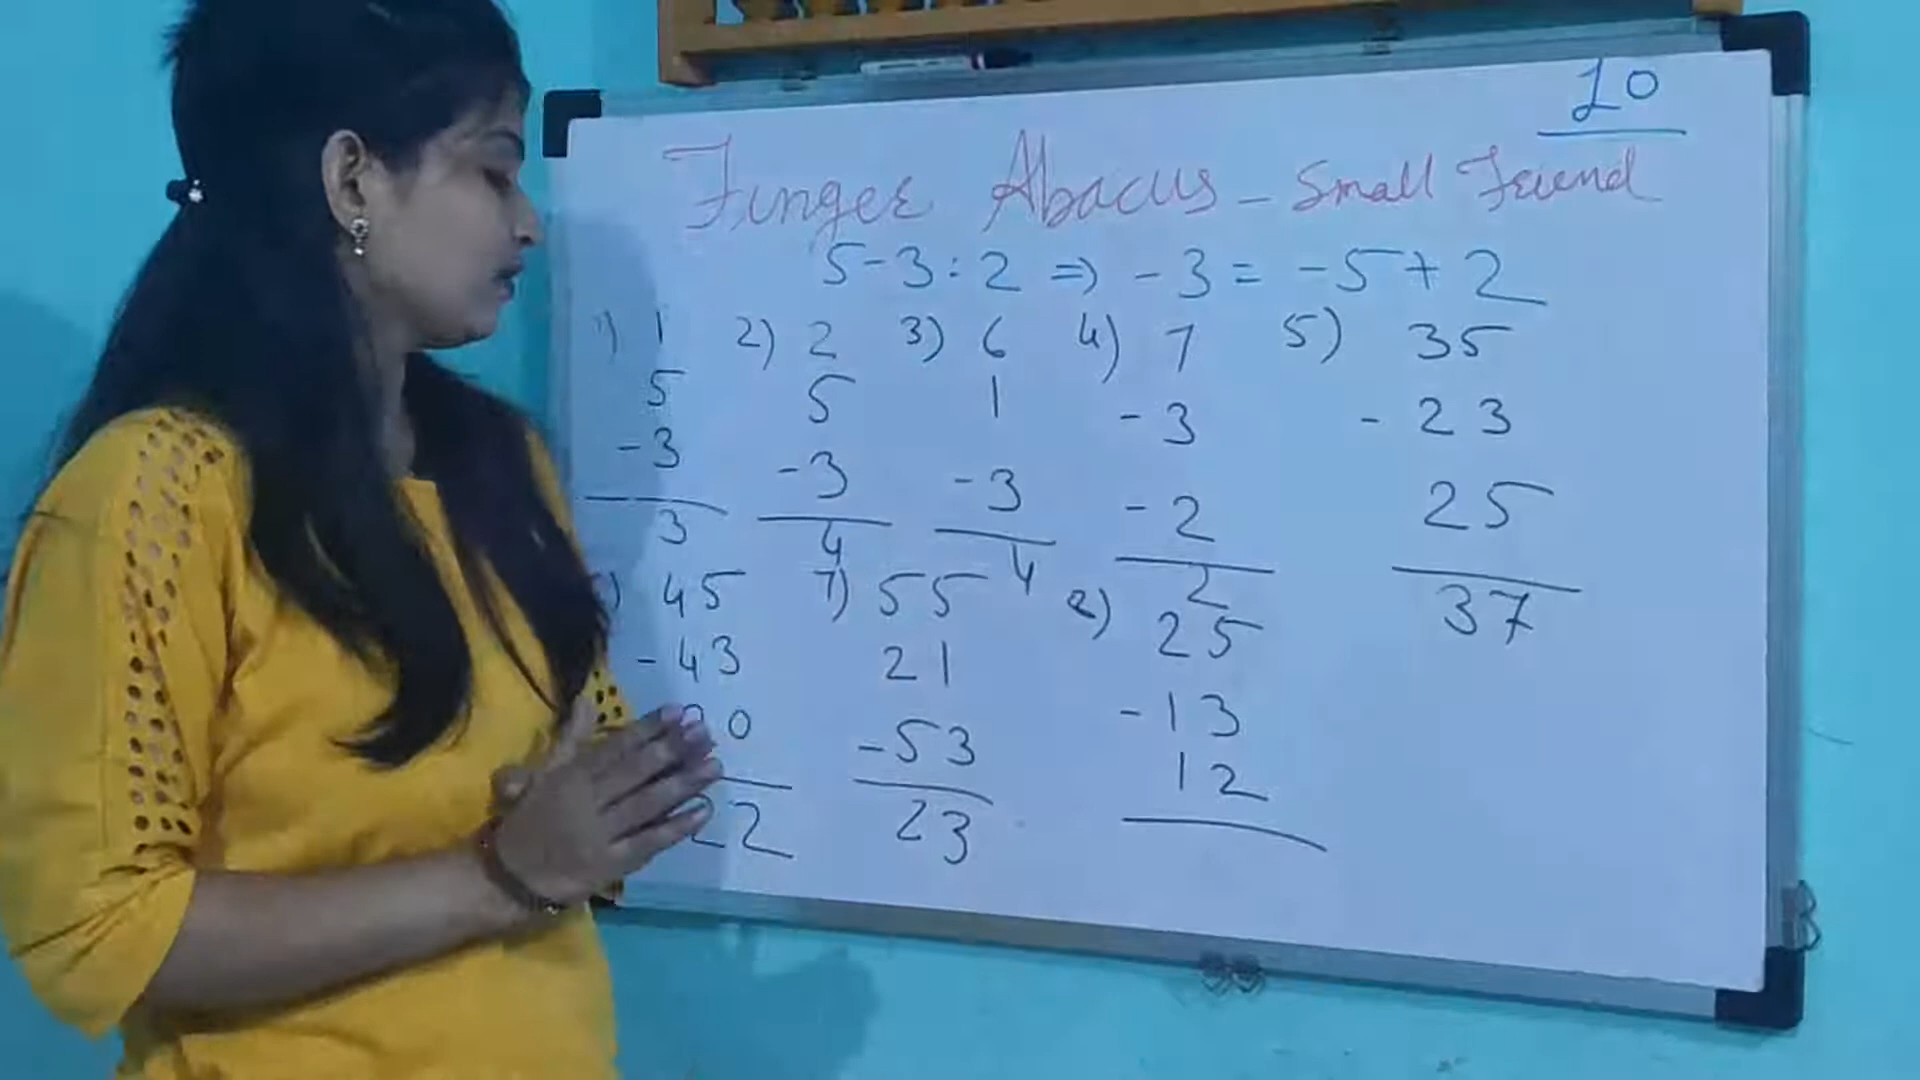 10
Finger Abacus - Small Friend
5-3:2 => -3 = -5+2
1) 1 2) 2 3) 6 4) 7 5) 35
5 5 1 -3 -23
-3 -3 -3 -2 25
3 4 4 2 37
45 7) 55 8) 25
-43 21 -13
0 -53 12
22 23